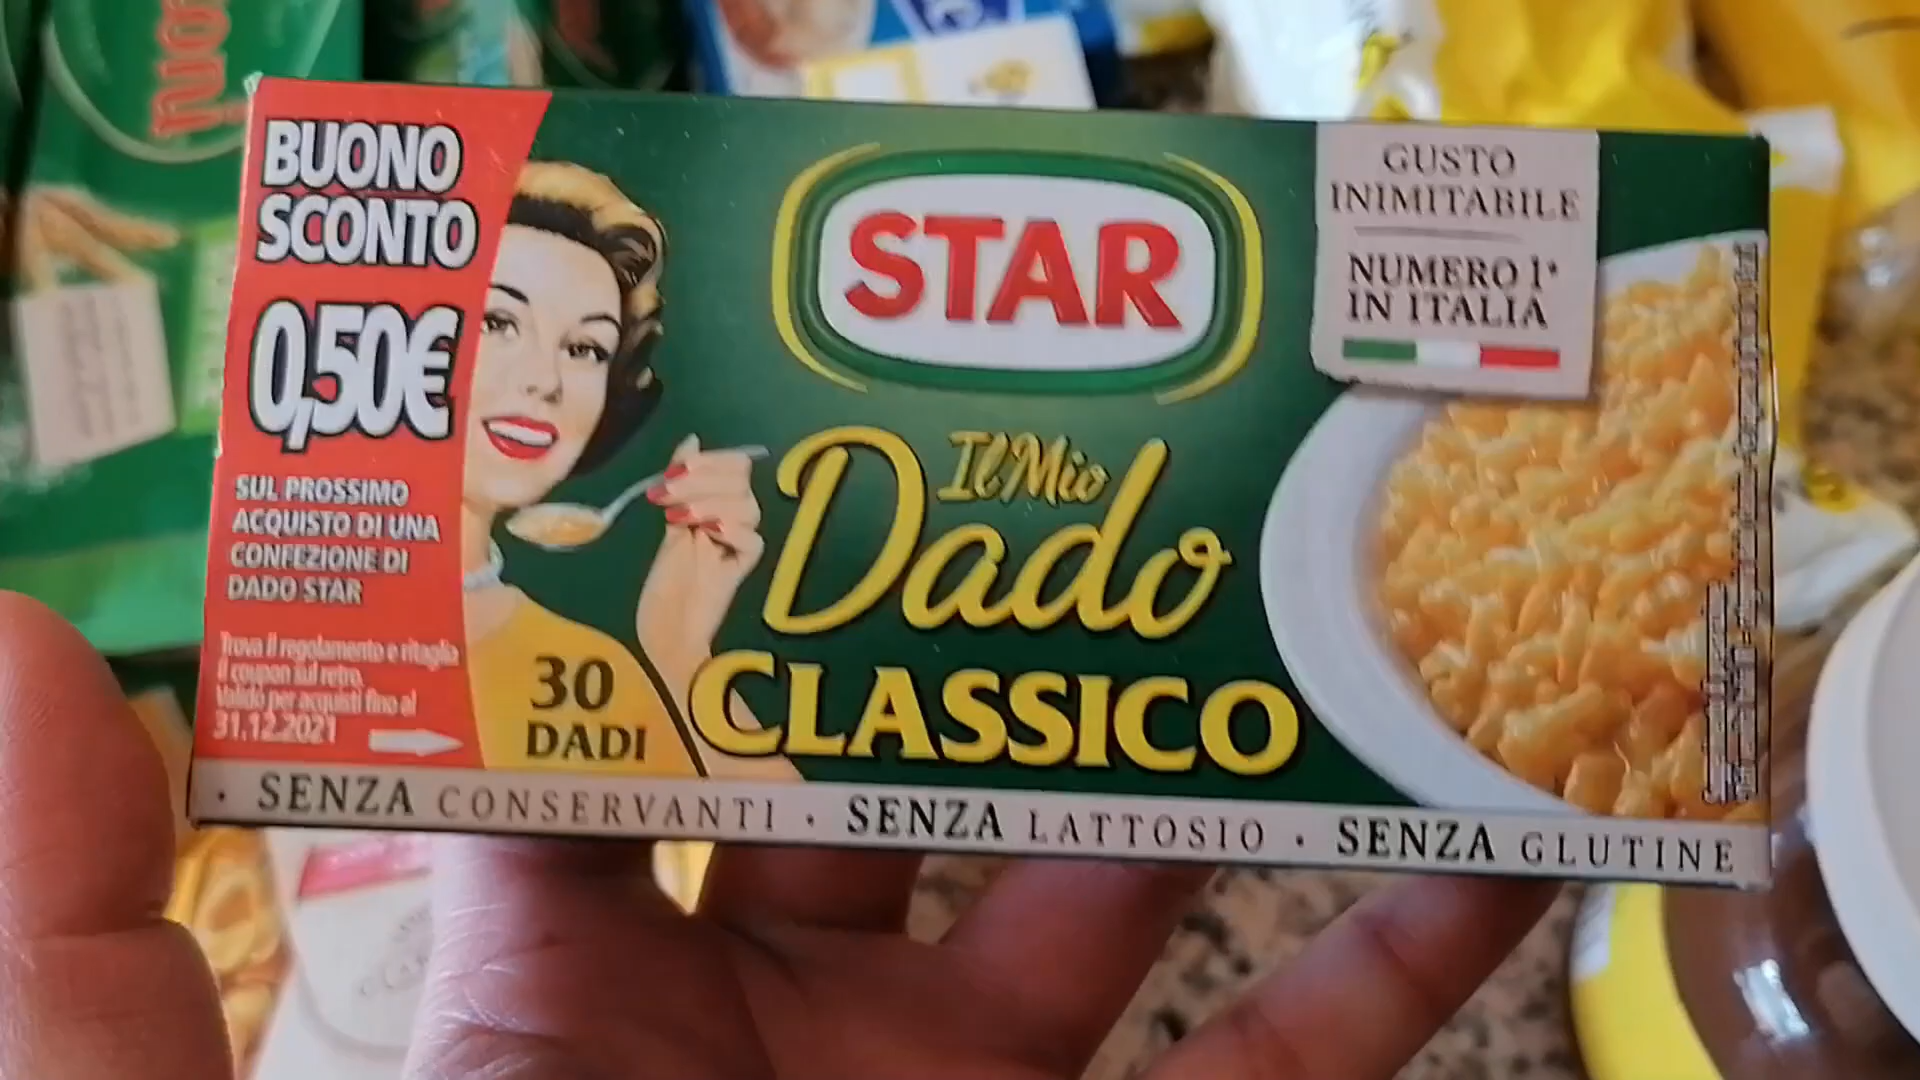 BUONO
SCONTO
0,50€
SUL PROSSIMO
ACQUISTO DI UNA
CONFEZIONE DI
DADO STAR
Trova il regolamento e ritaglia
il coupon sul retro.
Valido per acquisti fino al
31.12.2021
STAR
Il Mio
Dado
CLASSICO
30
DADI
GUSTO
INIMITABILE
NUMERO 1*
IN ITALIA
· SENZA CONSERVANTI · SENZA LATTOSIO · SENZA GLUTINE